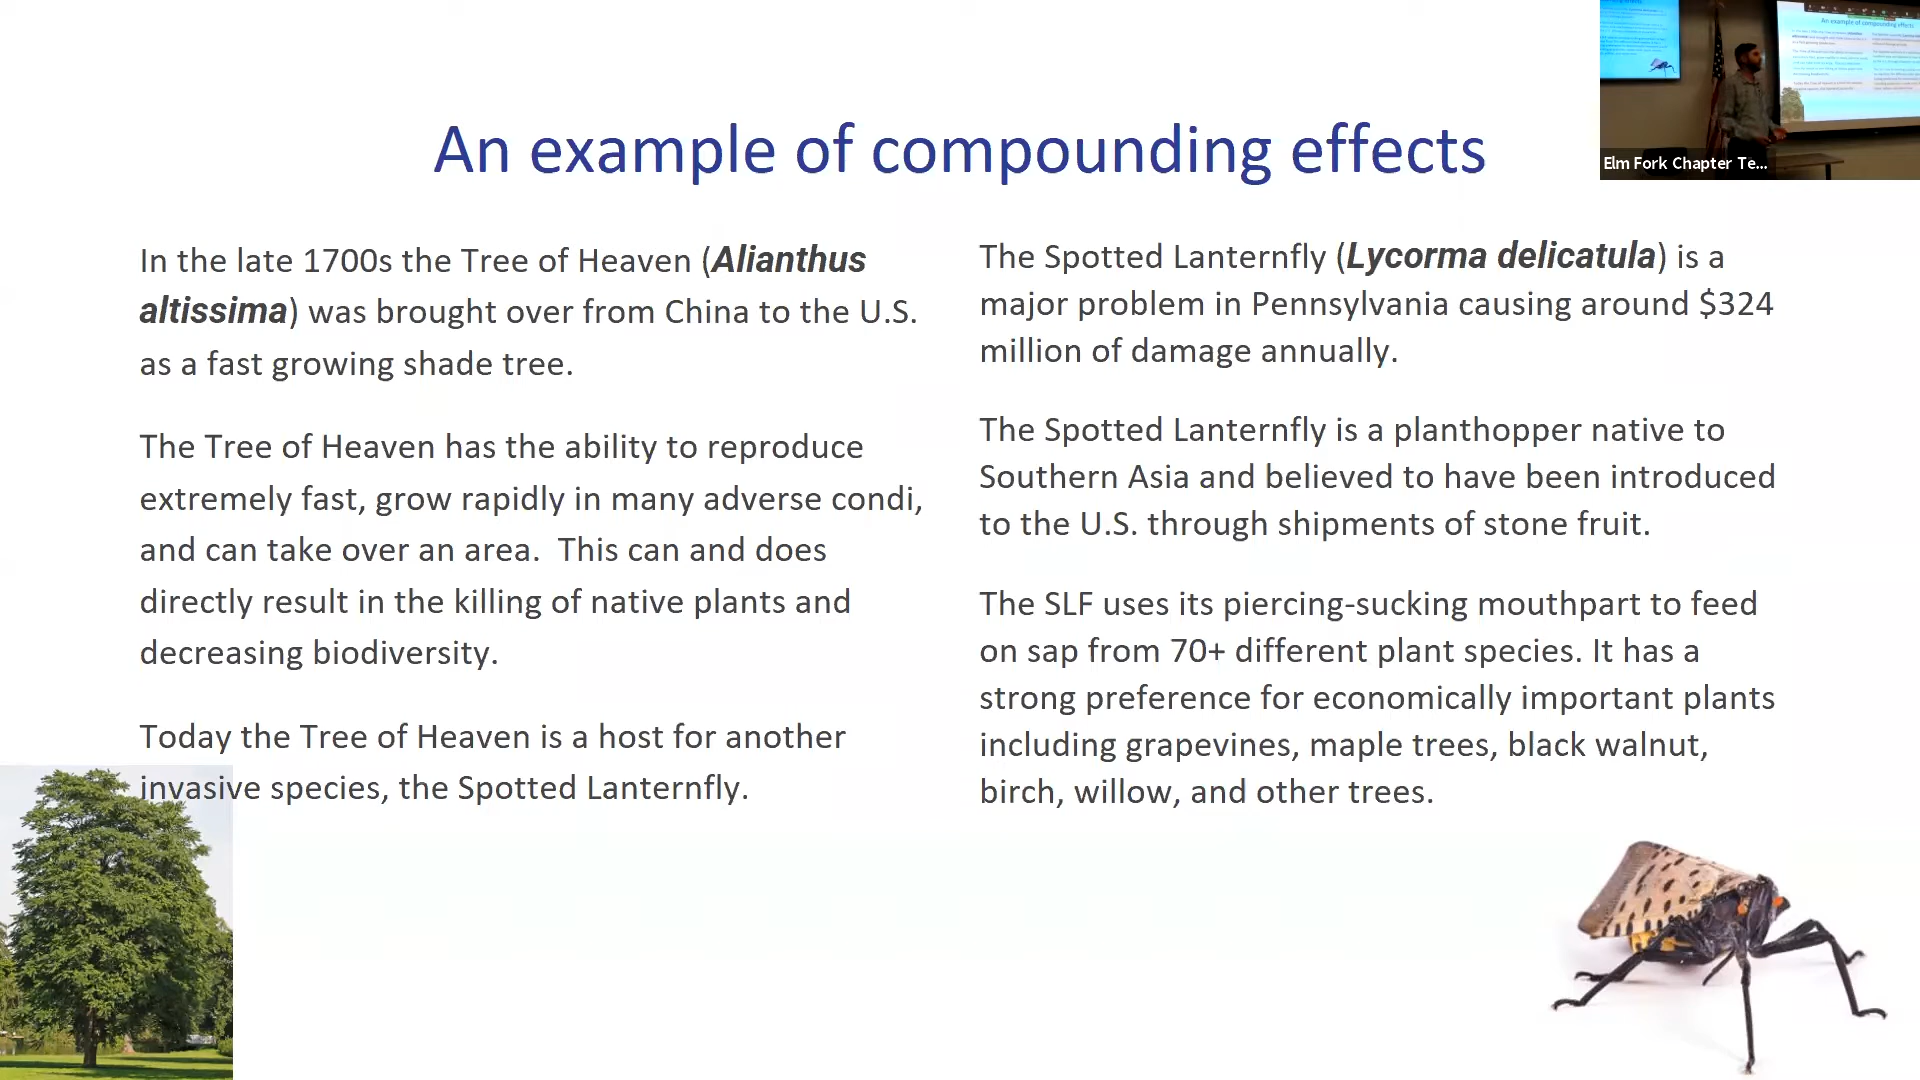 An example of compounding effects
In the late 1700s the Tree of Heaven (Alianthus
altissima) was brought over from China to the U.S.
as a fast growing shade tree.
The Tree of Heaven has the ability to reproduce
extremely fast, grow rapidly in many adverse condi,
and can take over an area.  This can and does
directly result in the killing of native plants and
decreasing biodiversity.
Today the Tree of Heaven is a host for another
invasive species, the Spotted Lanternfly.
The Spotted Lanternfly (Lycorma delicatula) is a
major problem in Pennsylvania causing around $324
million of damage annually.
The Spotted Lanternfly is a planthopper native to
Southern Asia and believed to have been introduced
to the U.S. through shipments of stone fruit.
The SLF uses its piercing-sucking mouthpart to feed
on sap from 70+ different plant species. It has a
strong preference for economically important plants
including grapevines, maple trees, black walnut,
birch, willow, and other trees.
An example of compounding effects
Elm Fork Chapter Te...